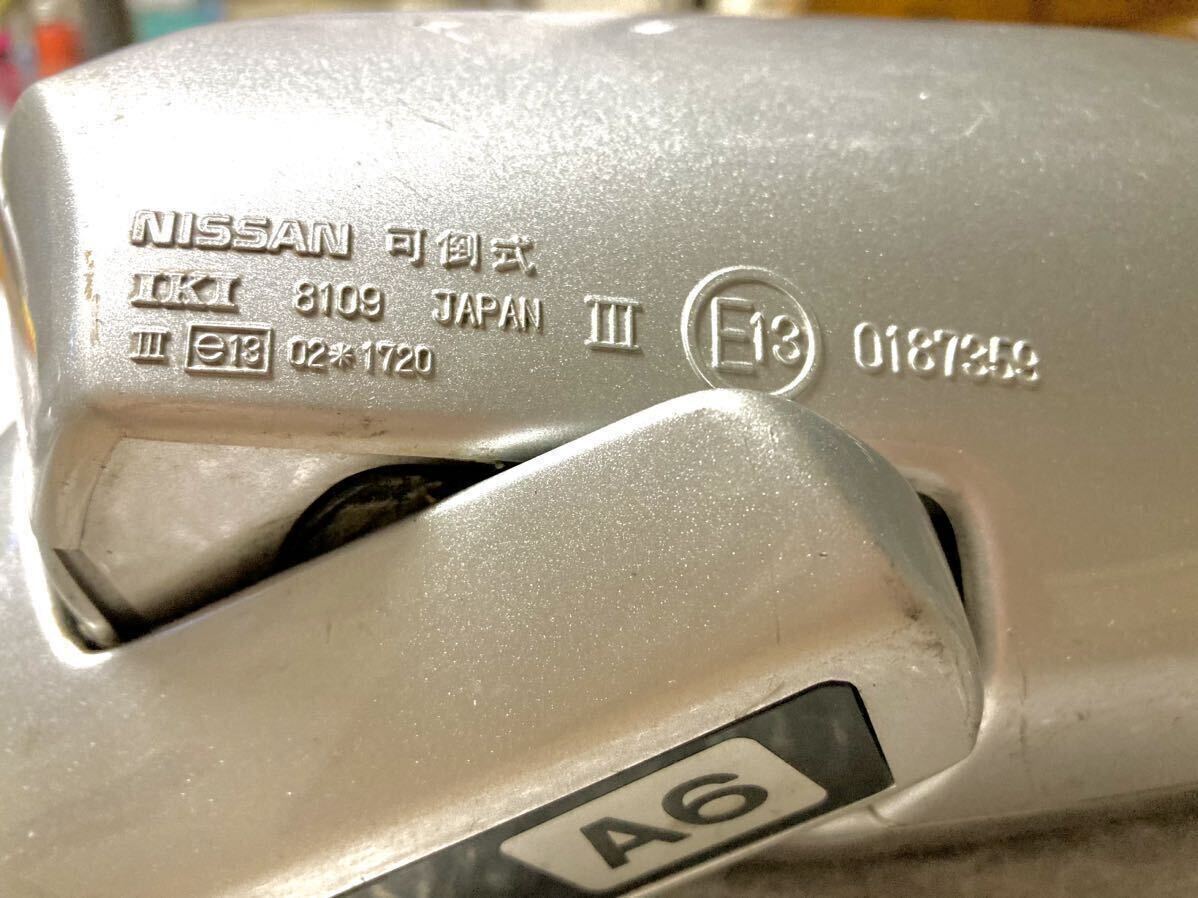 NISSAN 可倒式
IKI 8109 JAPAN III E13 0187359
III e13 02*1720
A6